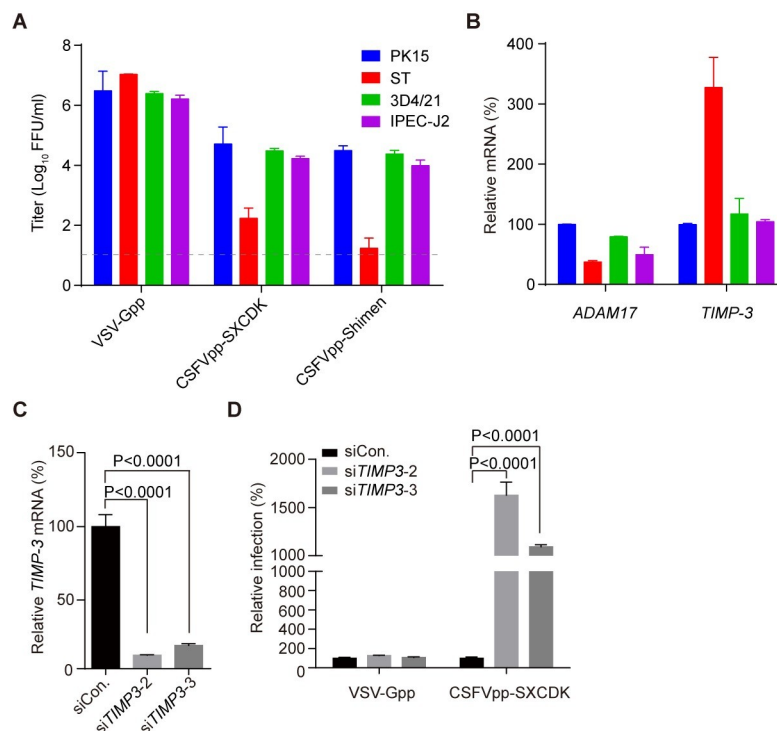 A
Titer (Log10 FFU/ml)
8
6
4
2
0
PK15
ST
3D4/21
IPEC-J2
VSV-Gpp
CSFVpp-SXCDK
CSFVpp-Shimen
B
Relative mRNA (%)
400
300
200
100
0
ADAM17
TIMP-3
C
Relative TIMP-3 mRNA (%)
150
100
50
0
P<0.0001
P<0.0001
siCon.
siTIMP3-2
siTIMP3-3
D
Relative infection (%)
2000
1500
1000
1000
800
600
400
200
0
siCon.
siTIMP3-2
siTIMP3-3
P<0.0001
P<0.0001
VSV-Gpp
CSFVpp-SXCDK